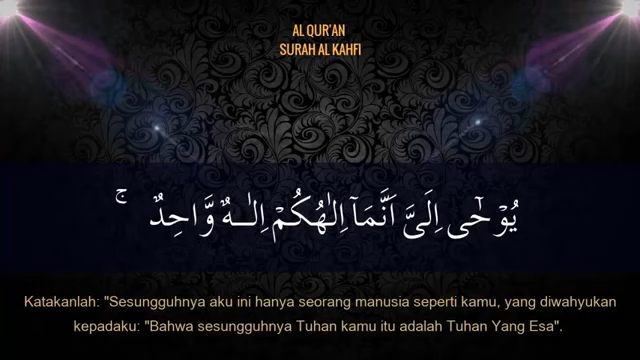 AL QUR'AN
SURAH AL KAHFI
يُوْحٰٓى اِلَيَّ اَنَّمَآ اِلٰهُكُمْ اِلٰـهٌ وَّاحِدٌ ۚ
Katakanlah: "Sesungguhnya aku ini hanya seorang manusia seperti kamu, yang diwahyukan
kepadaku: "Bahwa sesungguhnya Tuhan kamu itu adalah Tuhan Yang Esa".